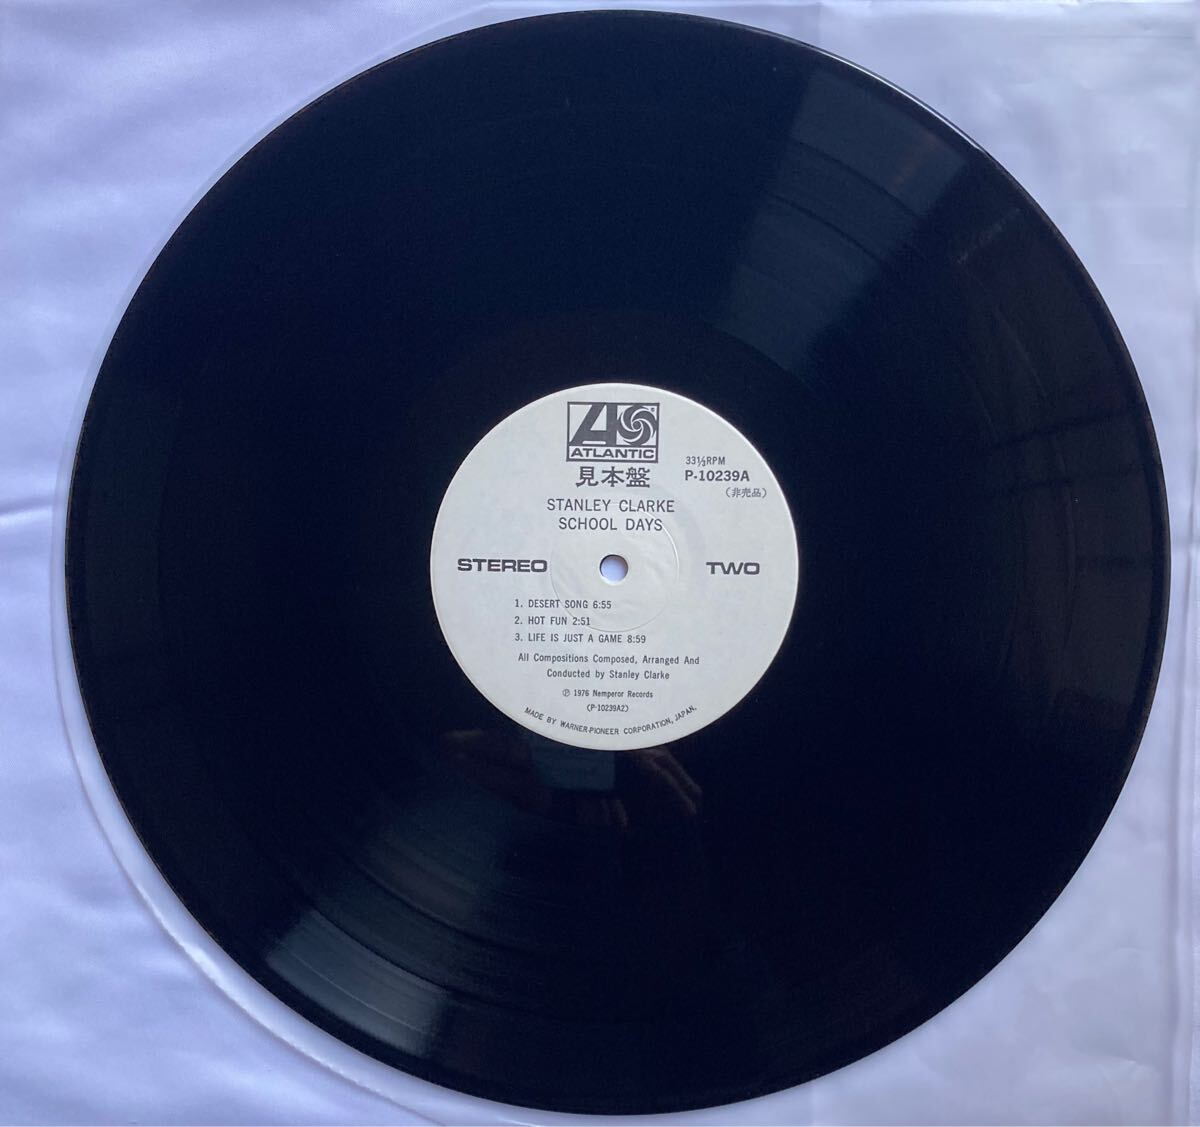 ATLANTIC
見本盤
33⅓RPM
P-10239A
(非売品)
STANLEY CLARKE
SCHOOL DAYS
STEREO
TWO
1. DESERT SONG 6:55
2. HOT FUN 2:51
3. LIFE IS JUST A GAME 8:59
All Compositions Composed, Arranged And
Conducted by Stanley Clarke
℗ 1976 Nemperor Records
(P-10239A2)
MADE BY WARNER-PIONEER CORPORATION, JAPAN.